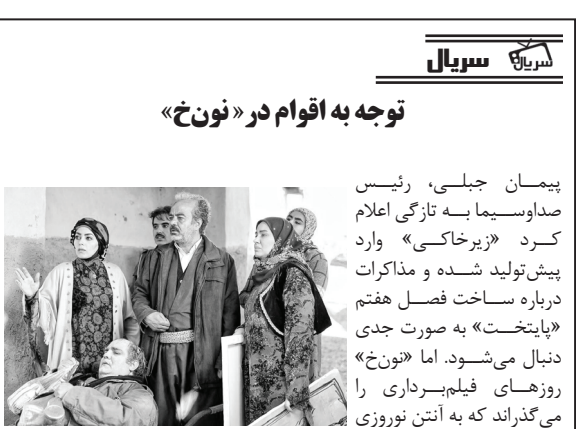 سریال سریال
توجه به اقوام در «نون‌خ»
پیمان جبلی، رئیس
صداوسیما به تازگی اعلام
کرد «زیرخاکی» وارد
پیش‌تولید شده و مذاکرات
درباره ساخت فصل هفتم
«پایتخت» به صورت جدی
دنبال می‌شود. اما «نون‌خ»
روزهای فیلم‌برداری را
می‌گذراند که به آنتن نوروزی